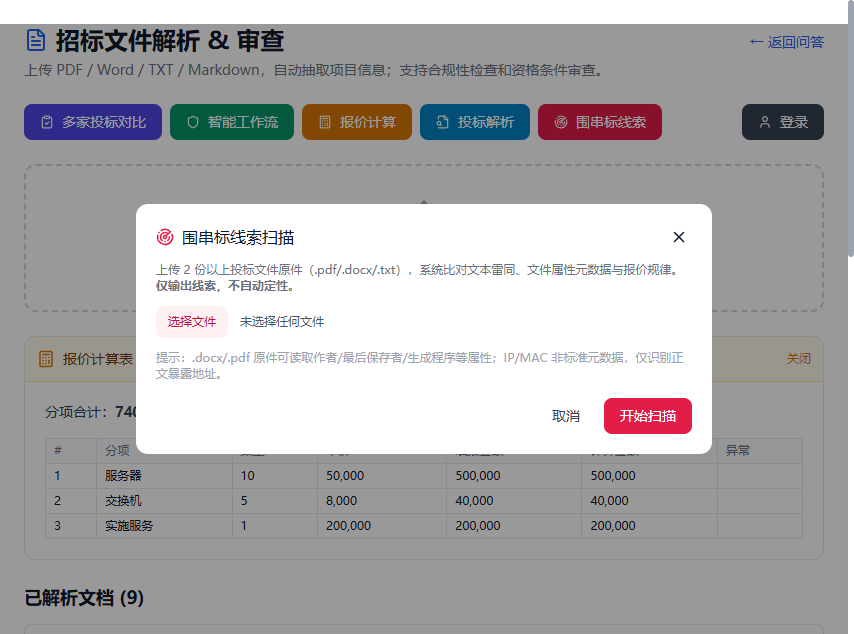 招标文件解析 & 审查
← 返回问答
上传 PDF / Word / TXT / Markdown，自动抽取项目信息；支持合规性检查和资格条件审查。
多家投标对比
智能工作流
报价计算
投标解析
围串标线索
登录
围串标线索扫描
上传 2 份以上投标文件原件（.pdf/.docx/.txt），系统比对文本雷同、文件属性元数据与报价规律。
仅输出线索，不自动定性。
选择文件 未选择任何文件
提示：.docx/.pdf 原件可读取作者/最后保存者/生成程序等属性；IP/MAC 非标准元数据，仅识别正
文暴露地址。
取消 开始扫描
报价计算表
关闭
分项合计：740
# 分项 异常
1 服务器 10 50,000 500,000 500,000
2 交换机 5 8,000 40,000 40,000
3 实施服务 1 200,000 200,000 200,000
已解析文档 (9)